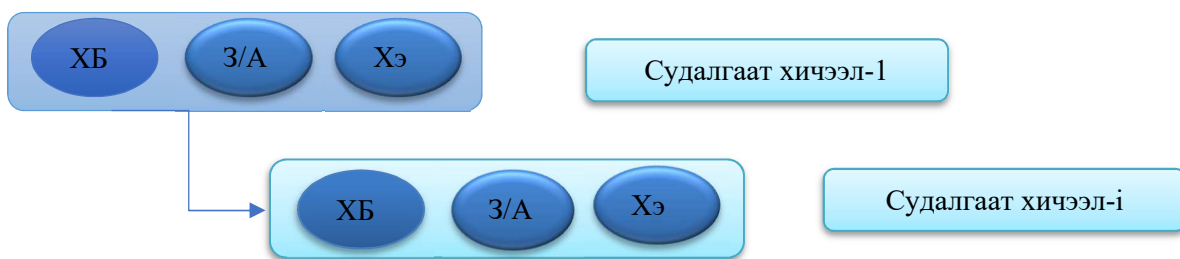 ХБ З/А Хэ Судалгаат хичээл-1
ХБ З/А Хэ Судалгаат хичээл-i